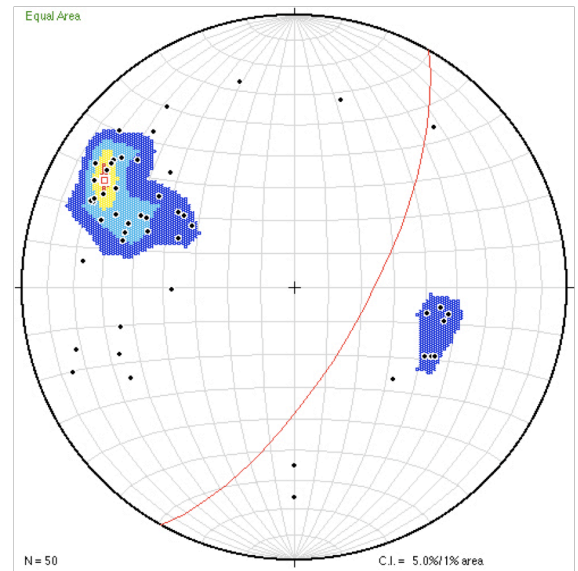 Equal Area
N = 50
C.I. = 5.0%/1% area